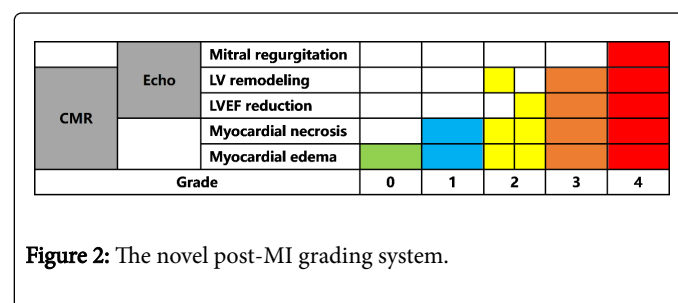 Mitral regurgitation
Echo LV remodeling
LVEF reduction
CMR
Myocardial necrosis
Myocardial edema
Grade 0 1 2 3 4
Figure 2: The novel post-MI grading system.